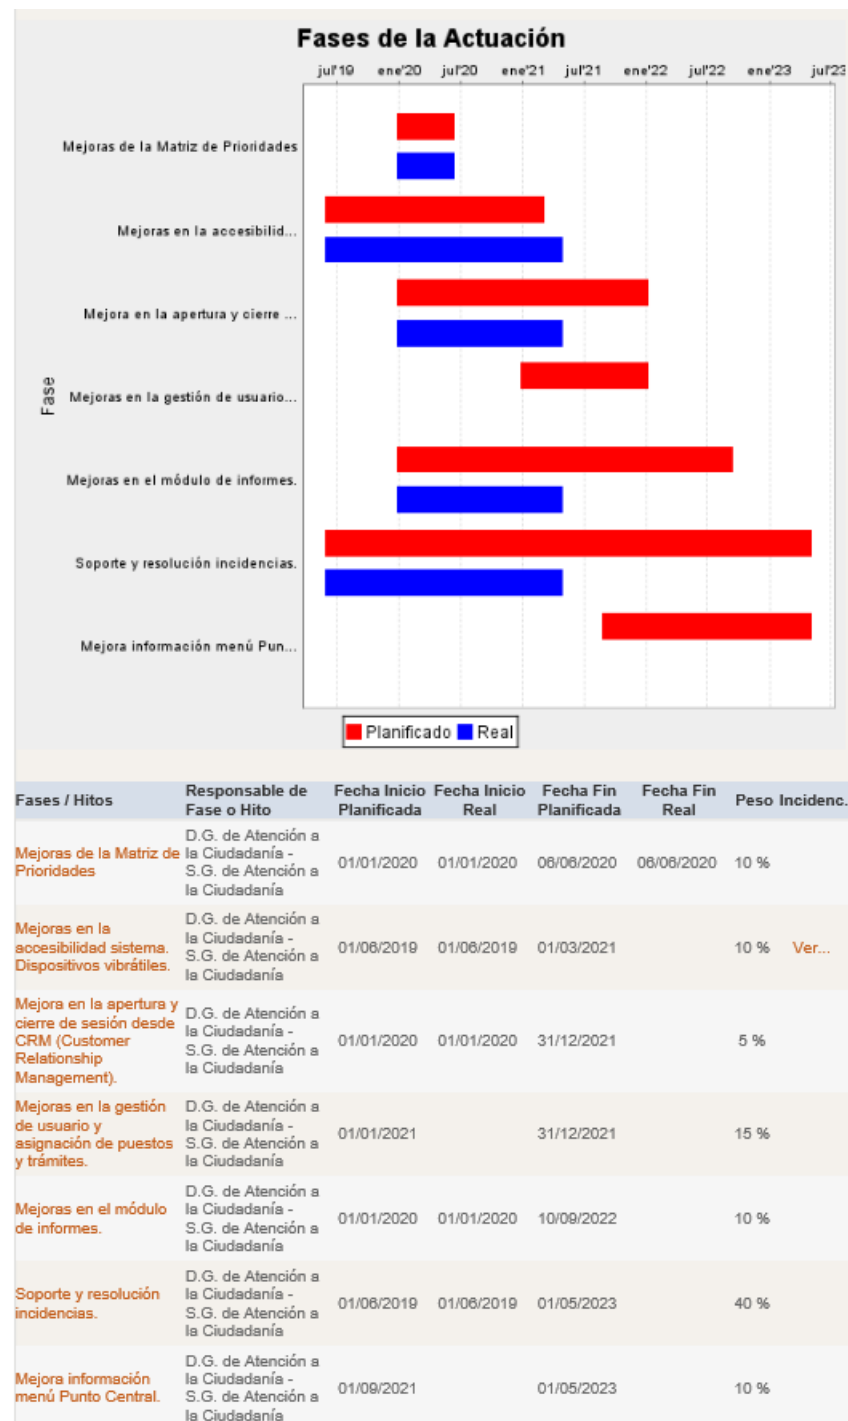 Fases de la Actuación
jul'19 ene'20 jul'20 ene'21 jul'21 ene'22 jul'22 ene'23 jul'23
Mejoras de la Matriz de Prioridades
Mejoras en la accesibilid...
Mejora en la apertura y cierre ...
Fase
Mejoras en la gestión de usuario...
Mejoras en el módulo de informes.
Soporte y resolución incidencias.
Mejora información menú Pun...
Planificado Real
Fases / Hitos
Responsable de
Fase o Hito
Fecha Inicio
Planificada
Fecha Inicio
Real
Fecha Fin
Planificada
Fecha Fin
Real
Peso
Incidenc.
Mejoras de la Matriz de
Prioridades
D.G. de Atención a
la Ciudadanía -
S.G. de Atención a
la Ciudadanía
01/01/2020
01/01/2020
06/06/2020
06/06/2020
10 %
Mejoras en la
accesibilidad sistema.
Dispositivos vibrátiles.
D.G. de Atención a
la Ciudadanía -
S.G. de Atención a
la Ciudadanía
01/06/2019
01/06/2019
01/03/2021
10 %
Ver...
Mejora en la apertura y
cierre de sesión desde
CRM (Customer
Relationship
Management).
D.G. de Atención a
la Ciudadanía -
S.G. de Atención a
la Ciudadanía
01/01/2020
01/01/2020
31/12/2021
5 %
Mejoras en la gestión
de usuario y
asignación de puestos
y trámites.
D.G. de Atención a
la Ciudadanía -
S.G. de Atención a
la Ciudadanía
01/01/2021
31/12/2021
15 %
Mejoras en el módulo
de informes.
D.G. de Atención a
la Ciudadanía -
S.G. de Atención a
la Ciudadanía
01/01/2020
01/01/2020
10/09/2022
10 %
Soporte y resolución
incidencias.
D.G. de Atención a
la Ciudadanía -
S.G. de Atención a
la Ciudadanía
01/06/2019
01/06/2019
01/05/2023
40 %
Mejora información
menú Punto Central.
D.G. de Atención a
la Ciudadanía -
S.G. de Atención a
la Ciudadanía
01/09/2021
01/05/2023
10 %